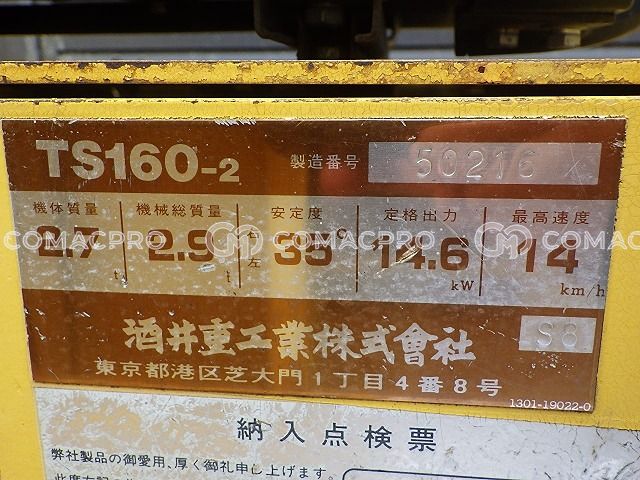 TS160-2 製造番号 50216
機体質量 機械総質量 安定度 定格出力 最高速度
2.7 t 2.9 t 右左 35° 14.6 kW 14 km/h
COMACPRO COMACPRO COMACPRO
酒井重工業株式會社 S8
東京都港区芝大門1丁目4番8号
1301-19022-0
納入点検票
弊社製品の御愛用、厚く御礼申し上げます。